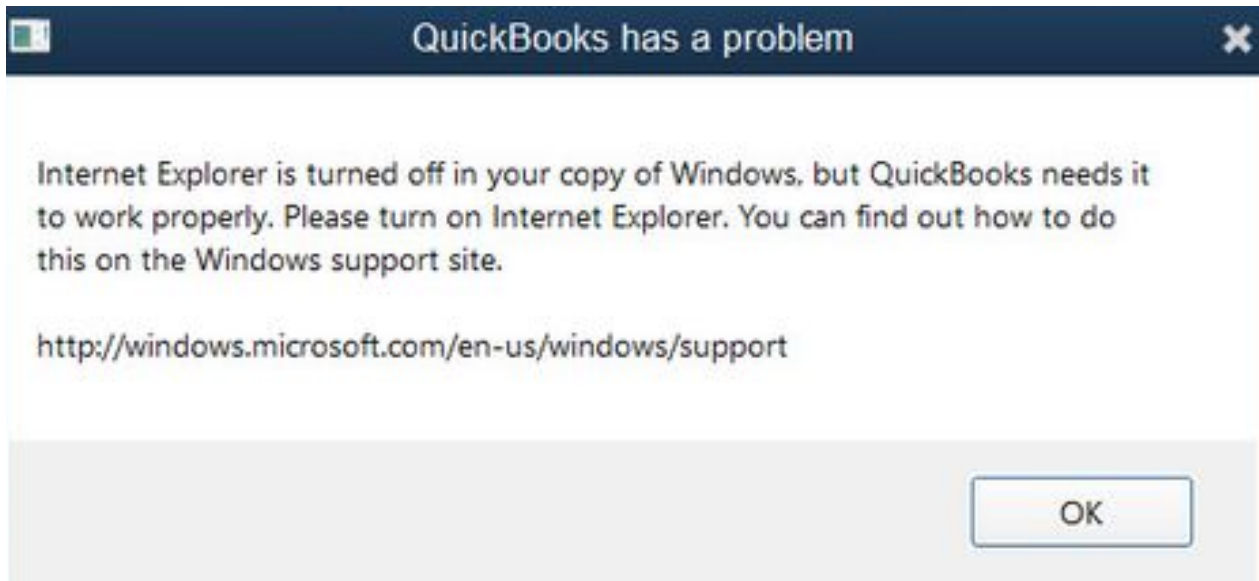 QuickBooks has a problem
Internet Explorer is turned off in your copy of Windows, but QuickBooks needs it
to work properly. Please turn on Internet Explorer. You can find out how to do
this on the Windows support site.
http://windows.microsoft.com/en-us/windows/support
OK